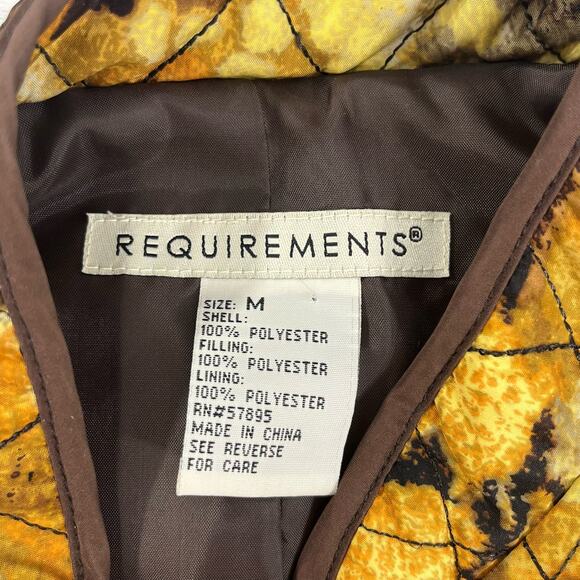 REQUIREMENTS®
SIZE: M
SHELL:
100% POLYESTER
FILLING:
100% POLYESTER
LINING:
100% POLYESTER
RN#57895
MADE IN CHINA
SEE REVERSE
FOR CARE